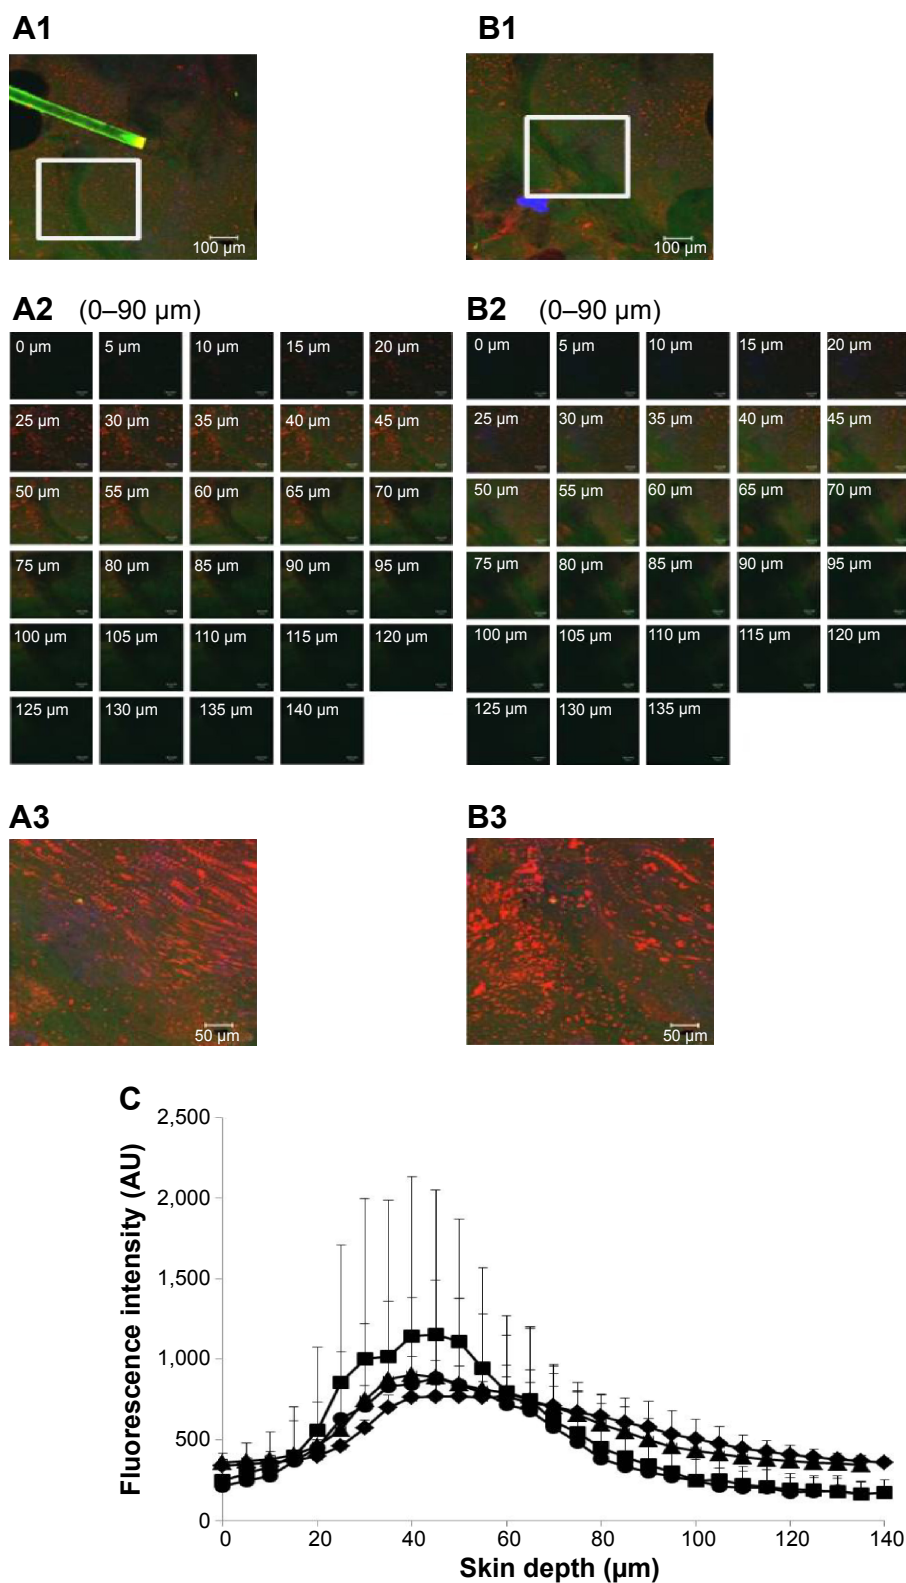 A1 B1
100 µm 100 µm
A2 (0–90 µm) B2 (0–90 µm)
0 µm 5 µm 10 µm 15 µm 20 µm 0 µm 5 µm 10 µm 15 µm 20 µm
25 µm 30 µm 35 µm 40 µm 45 µm 25 µm 30 µm 35 µm 40 µm 45 µm
50 µm 55 µm 60 µm 65 µm 70 µm 50 µm 55 µm 60 µm 65 µm 70 µm
75 µm 80 µm 85 µm 90 µm 95 µm 75 µm 80 µm 85 µm 90 µm 95 µm
100 µm 105 µm 110 µm 115 µm 120 µm 100 µm 105 µm 110 µm 115 µm 120 µm
125 µm 130 µm 135 µm 140 µm 125 µm 130 µm 135 µm
A3 B3
50 µm 50 µm
C
Fluorescence intensity (AU)
2,500
2,000
1,500
1,000
500
0
0 20 40 60 80 100 120 140
Skin depth (µm)